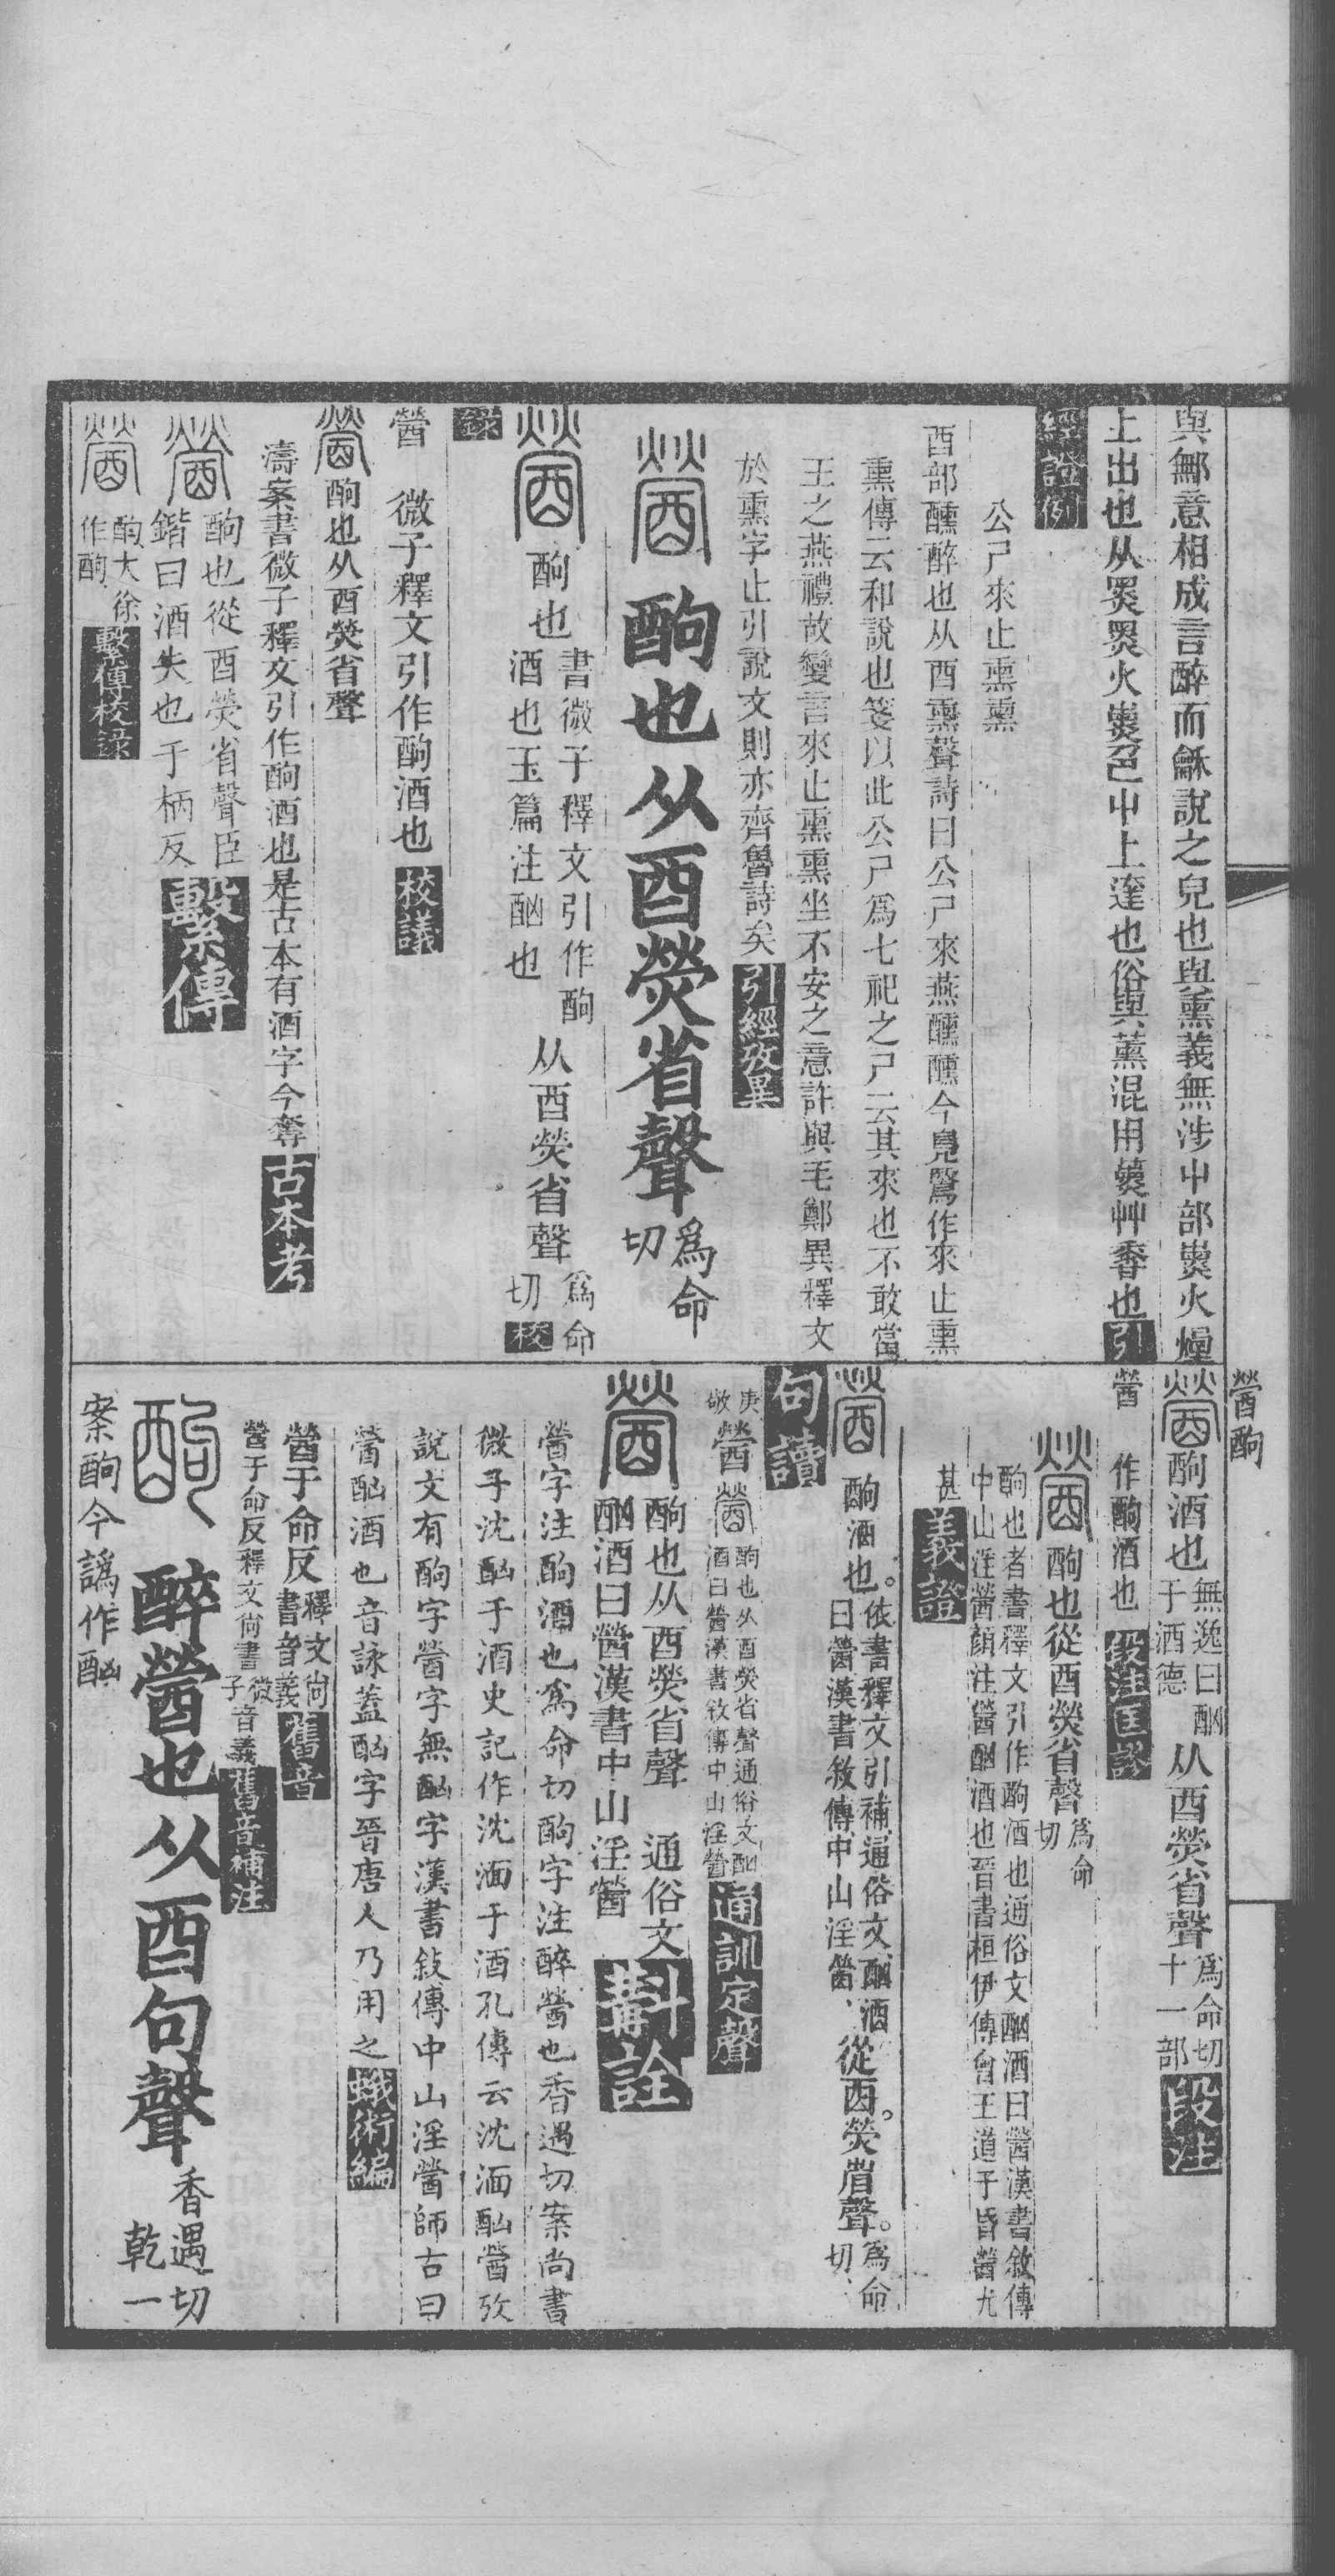 與鄦意相成言醉而龢說之皃也與薰義無涉屮部熏火煙
上出也从𡆧𡆧火熏皀屮上達也俗與薰混用薰艸香也引
經證例
公尸來止熏熏
酉部醺醉也从酉熏聲詩曰公尸來燕醺醺今鳧鷖作來止熏
熏傳云和說也箋以此公尸爲七祀之尸云其來也不敢當
王之燕禮故變言來止熏熏坐不安之意許與毛鄭異釋文
於熏字止引說文則亦齊魯詩矣引經攷異
醟 酗也从酉熒省聲爲命切
醟 酗也書微子釋文引作酗酒也玉篇注酗也从酉熒省聲爲命切校
錄
醟 微子釋文引作酗酒也校議
醟 酗也从酉熒省聲
濤案書微子釋文引作酗酒也是古本有酒字今奪古本考
醟 酗也從酉熒省聲臣鍇曰酒失也于柄反繫傳
醟 酗大徐作酗繫傳校錄
醟酗
醟 酗酒也無逸曰酗于酒德从酉熒省聲爲命切十一部段注
醟 作酗酒也段注匡謬
醟 酗也從酉熒省聲爲命切
酗也者書釋文引作酗酒也通俗文酗酒曰醟漢書敘傳
中山淫醟顏注醟酗酒也晉書桓伊傳會王道子昏醟尤
甚義證
醟 酗酒也。依書釋文引補通俗文酗酒曰醟漢書敘傳中山淫醟從酉。熒省聲。爲命切
句讀
庚敬醟 醟 酗也从酉熒省聲通俗文酗酒曰醟漢書敘傳中山淫醟通訓定聲
醟 酗也从酉熒省聲 通俗文酗酒曰醟漢書中山淫醟斠詮
醟字注酗酒也爲命切酗字注醉醟也香遇切案尚書
微子沈酗于酒史記作沈湎于酒孔傳云沈湎酗醟攷
說文有酗字醟字無酗字漢書敘傳中山淫醟師古曰
醟酗酒也音詠蓋酗字晉唐人乃用之蛾術編
醟于命反釋文尚書音義舊音
醟于命反釋文尚書微子音義舊音補注
酗 醉醟也从酉句聲香遇切乾一
案酗今譌作酗